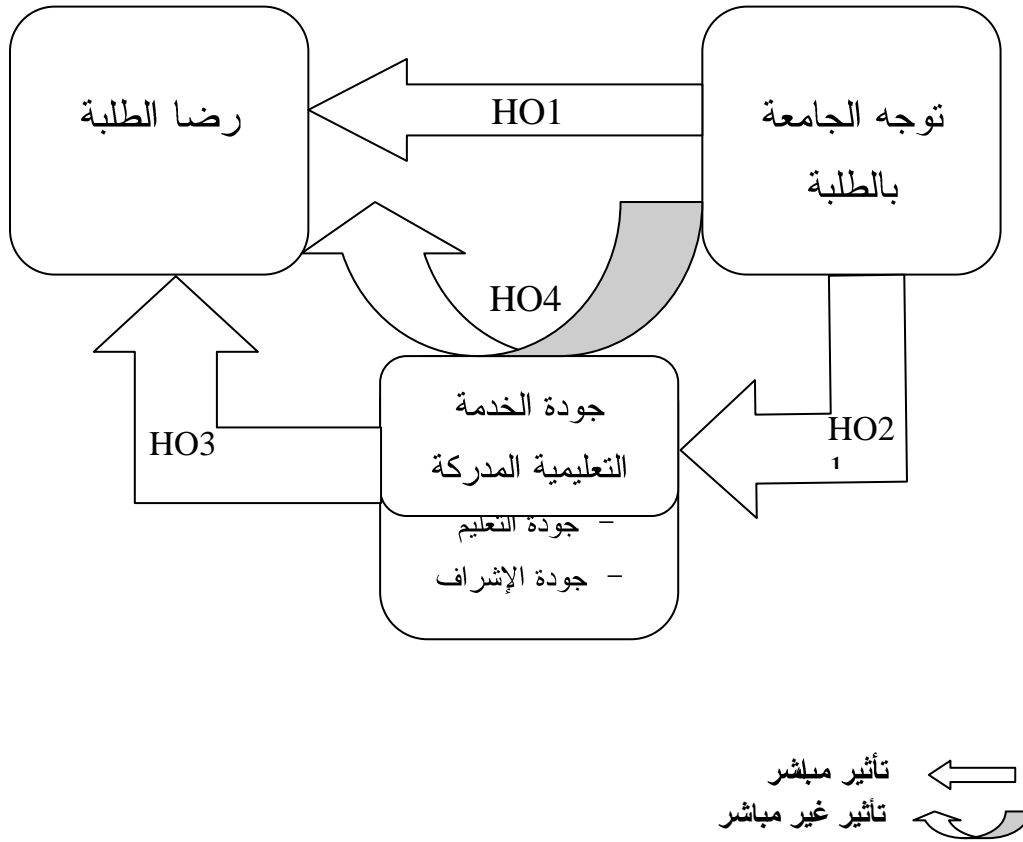 توجه الجامعة
بالطلبة
HO1
رضا الطلبة
HO4
HO2
HO3
جودة الخدمة
التعليمية المدركة
- جودة التعليم
- جودة الإشراف
تأثير مباشر
تأثير غير مباشر